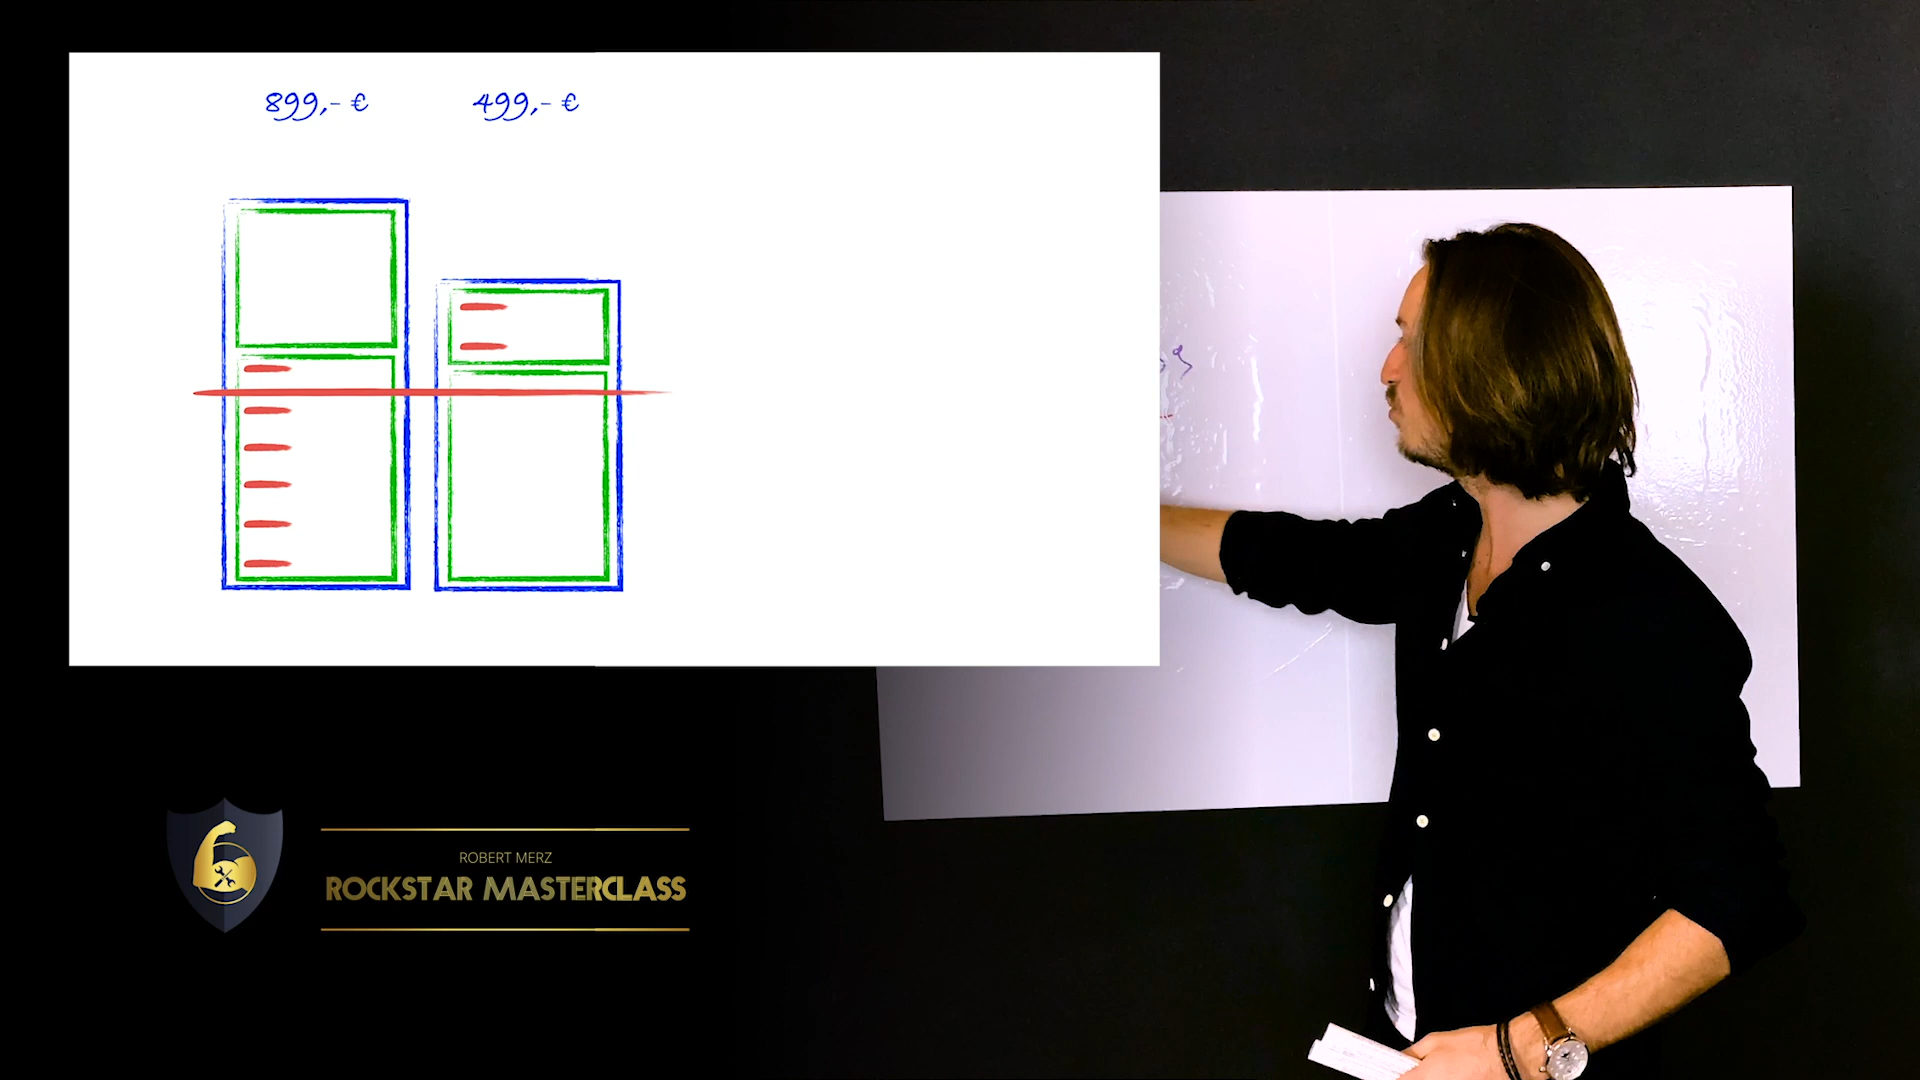 899,- € 499,- €
ROBERT MERZ
ROCKSTAR MASTERCLASS